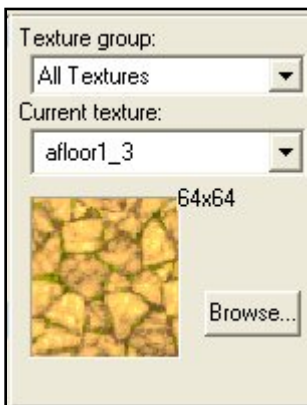 Texture group:
All Textures
Current texture:
afloor1_3
64x64
Browse...